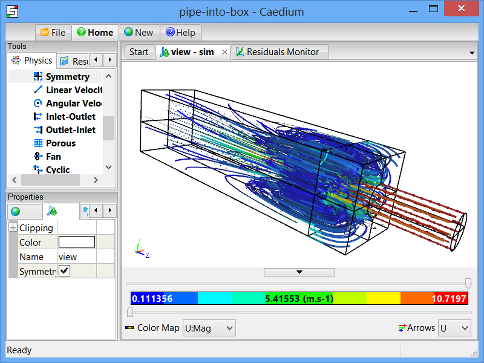 pipe-into-box - Caedium
File Home New Help
Tools
Physics Resu
Symmetry
Linear Velocit
Angular Veloc
Inlet-Outlet
Outlet-Inlet
Porous
Fan
Cyclic
Properties
Clipping
Color
Name view
Symmetr
Start view - sim Residuals Monitor
Z
0.111356 5.41553 (m.s-1) 10.7197
Color Map U:Mag Arrows U
Ready